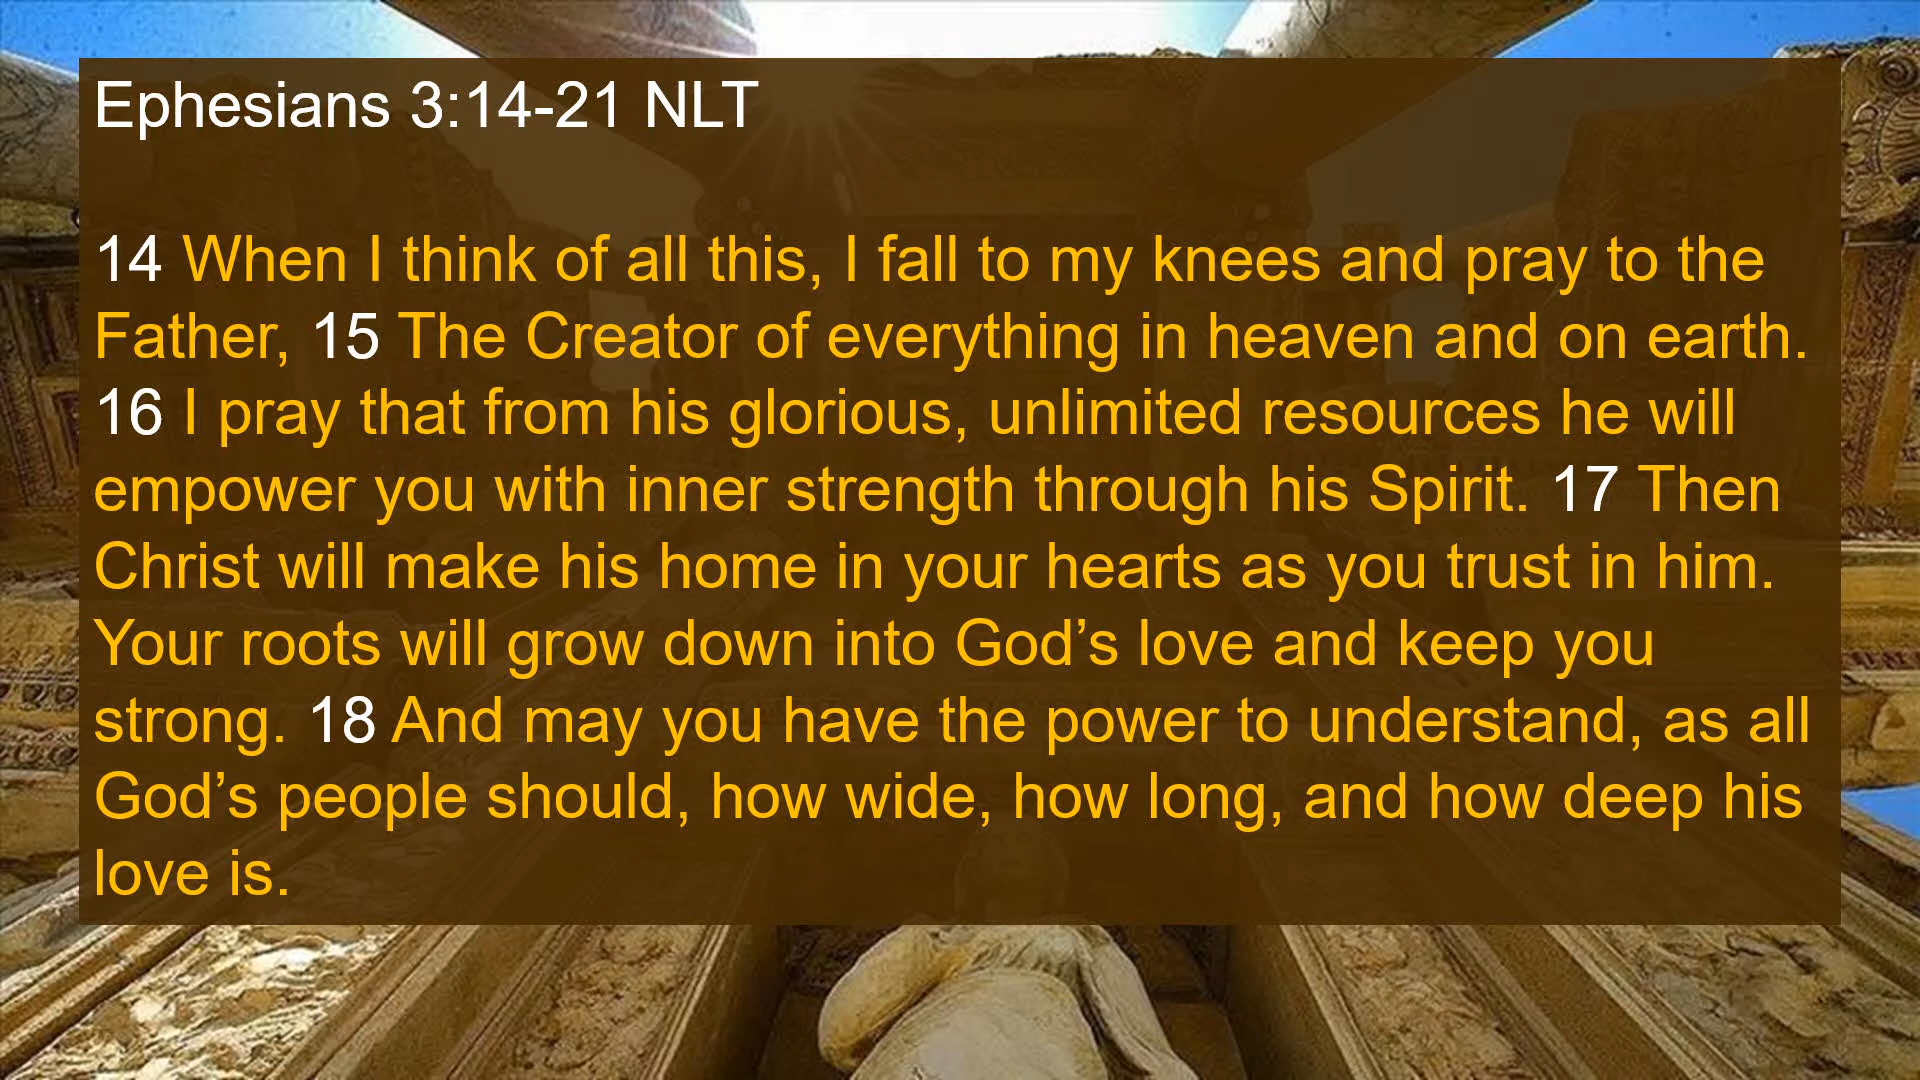 Ephesians 3:14-21 NLT
14 When I think of all this, I fall to my knees and pray to the
Father, 15 The Creator of everything in heaven and on earth.
16 I pray that from his glorious, unlimited resources he will
empower you with inner strength through his Spirit. 17 Then
Christ will make his home in your hearts as you trust in him.
Your roots will grow down into God’s love and keep you
strong. 18 And may you have the power to understand, as all
God’s people should, how wide, how long, and how deep his
love is.